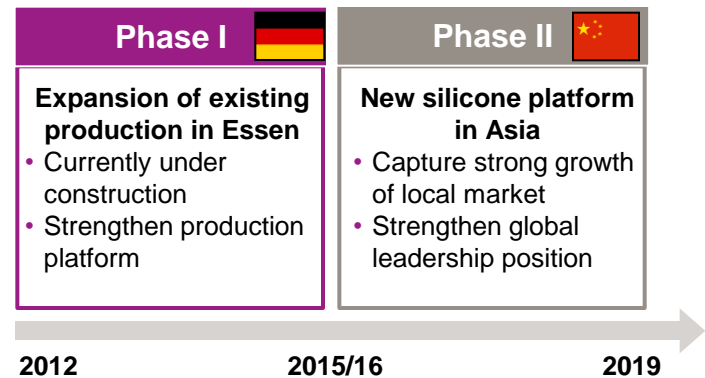 Phase I
Phase II
Expansion of existing
production in Essen
• Currently under
construction
• Strengthen production
platform
New silicone platform
in Asia
• Capture strong growth
of local market
• Strengthen global
leadership position
2012
2015/16
2019